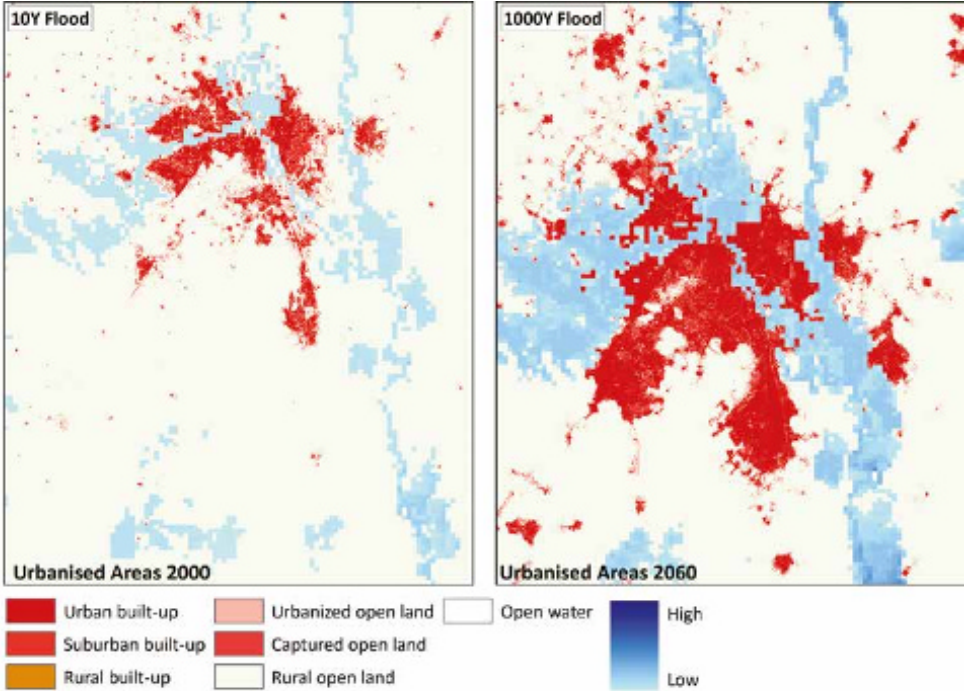 10Y Flood
1000Y Flood
Urbanised Areas 2000
Urbanised Areas 2060
Urban built-up
Urbanized open land
Open water
High
Suburban built-up
Captured open land
Rural built-up
Rural open land
Low